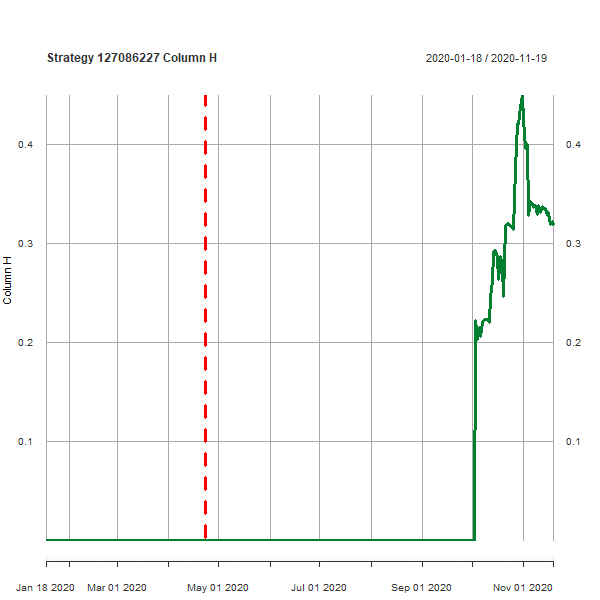 Strategy 127086227 Column H
2020-01-18 / 2020-11-19
0.4 0.4
0.3 0.3
Column H
0.2 0.2
0.1 0.1
Jan 18 2020 Mar 01 2020 May 01 2020 Jul 01 2020 Sep 01 2020 Nov 01 2020